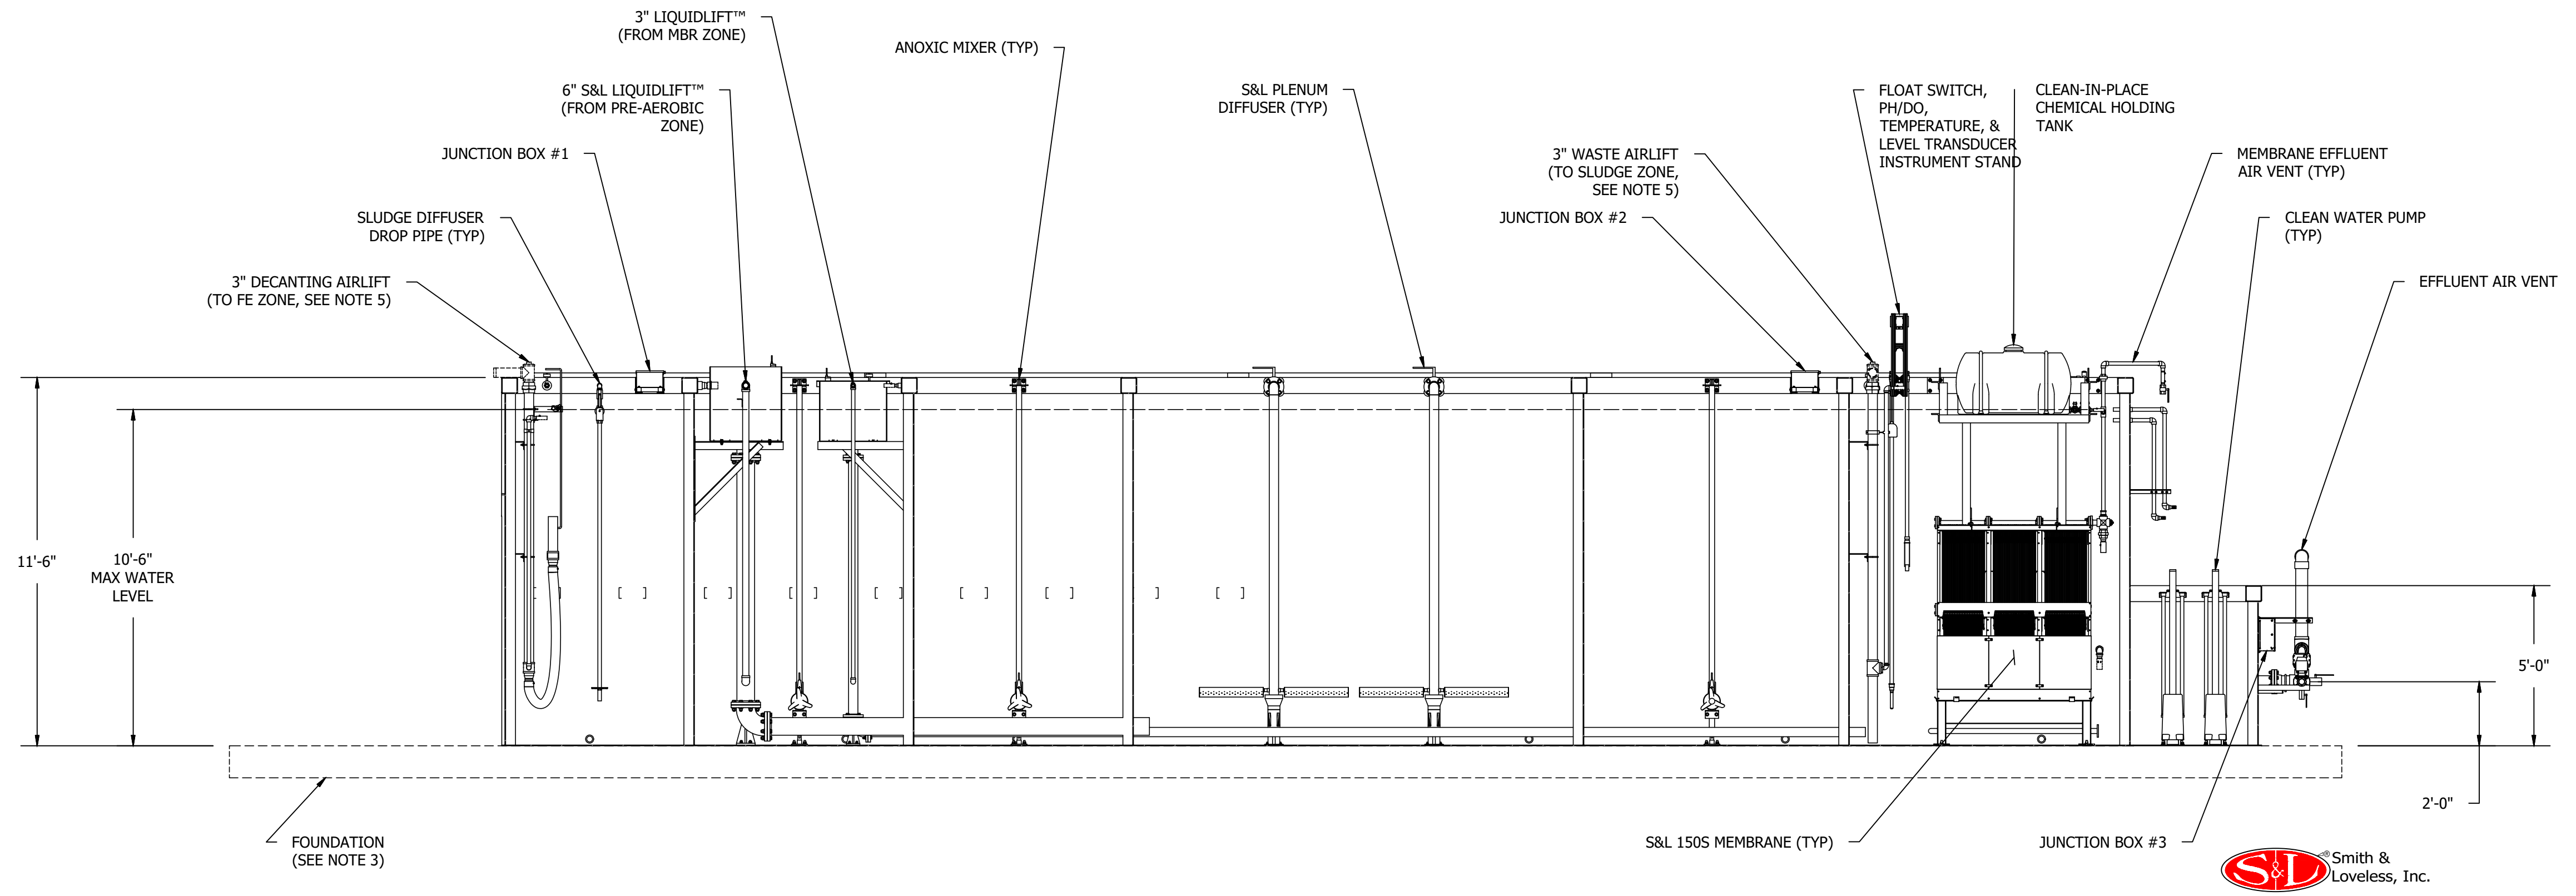 3" LIQUIDLIFT™
(FROM MBR ZONE)
ANOXIC MIXER (TYP)
6" S&L LIQUIDLIFT™
(FROM PRE-AEROBIC
ZONE)
S&L PLENUM
DIFFUSER (TYP)
FLOAT SWITCH,
PH/DO,
TEMPERATURE, &
LEVEL TRANSDUCER
INSTRUMENT STAND
CLEAN-IN-PLACE
CHEMICAL HOLDING
TANK
JUNCTION BOX #1
3" WASTE AIRLIFT
(TO SLUDGE ZONE,
SEE NOTE 5)
MEMBRANE EFFLUENT
AIR VENT (TYP)
SLUDGE DIFFUSER
DROP PIPE (TYP)
JUNCTION BOX #2
CLEAN WATER PUMP
(TYP)
3" DECANTING AIRLIFT
(TO FE ZONE, SEE NOTE 5)
EFFLUENT AIR VENT
11'-6"
10'-6"
MAX WATER
LEVEL
5'-0"
2'-0"
FOUNDATION
(SEE NOTE 3)
S&L 150S MEMBRANE (TYP)
JUNCTION BOX #3
S&L®
Smith &
Loveless, Inc.